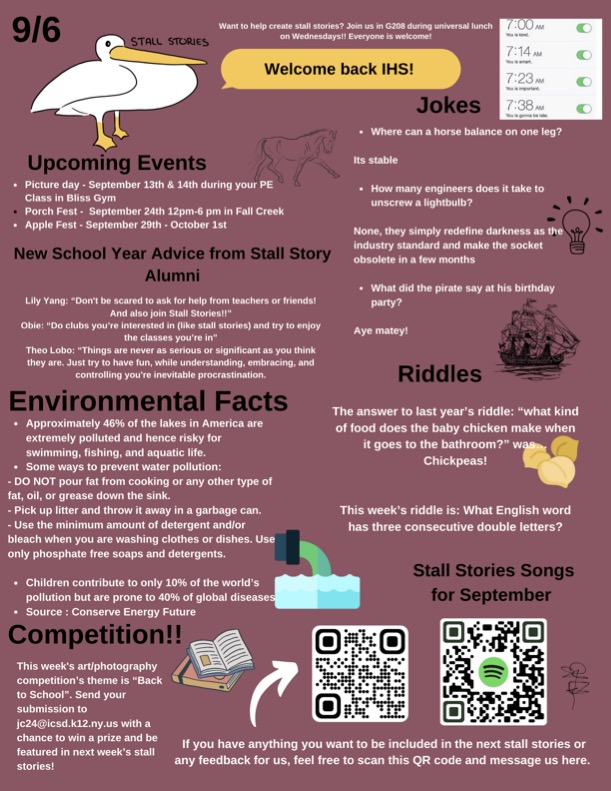 9/6
STALL STORIES
Want to help create stall stories? Join us in G208 during universal lunch
on Wednesdays!! Everyone is welcome!
Welcome back IHS!
7:00 AM
You is kind.
7:14 AM
You is smart.
7:23 AM
You is important.
7:38 AM
You is gonna be late.
Upcoming Events
• Picture day - September 13th & 14th during your PE
Class in Bliss Gym
• Porch Fest - September 24th 12pm-6 pm in Fall Creek
• Apple Fest - September 29th - October 1st
New School Year Advice from Stall Story
Alumni
Lily Yang: “Don't be scared to ask for help from teachers or friends!
And also join Stall Stories!!”
Obie: “Do clubs you’re interested in (like stall stories) and try to enjoy
the classes you’re in”
Theo Lobo: “Things are never as serious or significant as you think
they are. Just try to have fun, while understanding, embracing, and
controlling you’re inevitable procrastination.
Environmental Facts
• Approximately 46% of the lakes in America are
extremely polluted and hence risky for
swimming, fishing, and aquatic life.
• Some ways to prevent water pollution:
- DO NOT pour fat from cooking or any other type of
fat, oil, or grease down the sink.
- Pick up litter and throw it away in a garbage can.
- Use the minimum amount of detergent and/or
bleach when you are washing clothes or dishes. Use
only phosphate free soaps and detergents.
• Children contribute to only 10% of the world’s
pollution but are prone to 40% of global diseases
• Source : Conserve Energy Future
Competition!!
This week's art/photography
competition’s theme is “Back
to School”. Send your
submission to
jc24@icsd.k12.ny.us with a
chance to win a prize and be
featured in next week's stall
stories!
Jokes
• Where can a horse balance on one leg?
Its stable
• How many engineers does it take to
unscrew a lightbulb?
None, they simply redefine darkness as the
industry standard and make the socket
obsolete in a few months
• What did the pirate say at his birthday
party?
Aye matey!
Riddles
The answer to last year’s riddle: “what kind
of food does the baby chicken make when
it goes to the bathroom?” was...
Chickpeas!
This week’s riddle is: What English word
has three consecutive double letters?
Stall Stories Songs
for September
If you have anything you want to be included in the next stall stories or
any feedback for us, feel free to scan this QR code and message us here.